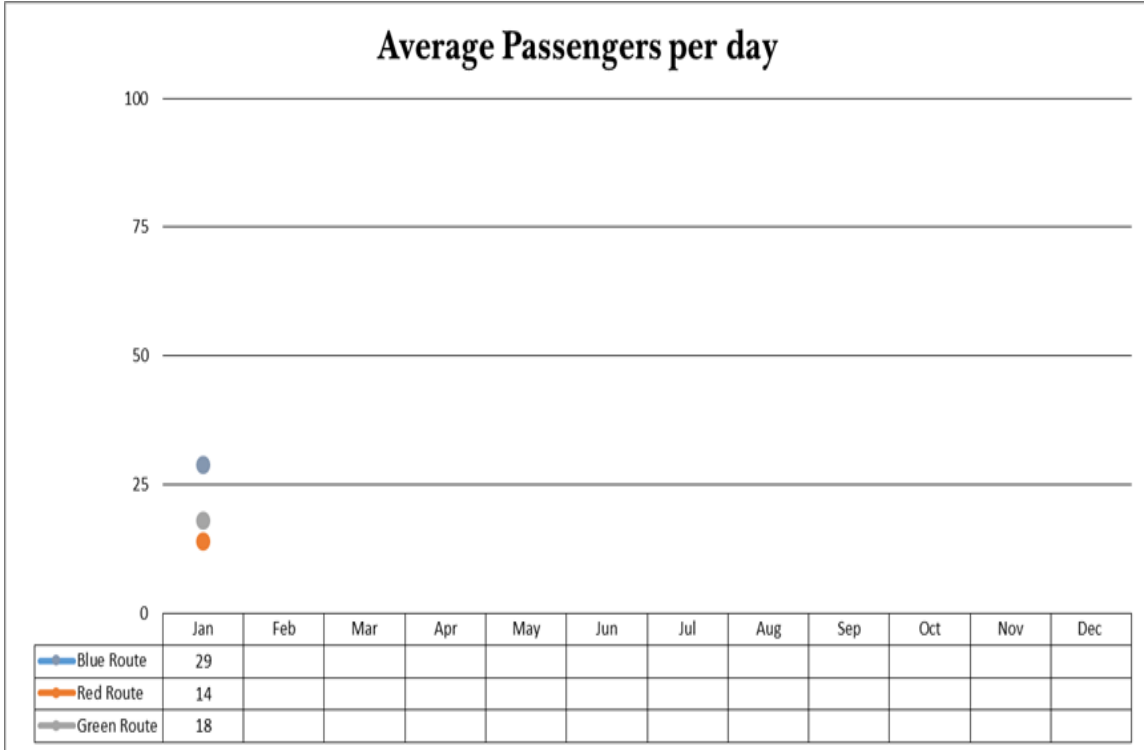 Average Passengers per day
100
75
50
25
0
Jan Feb Mar Apr May Jun Jul Aug Sep Oct Nov Dec
Blue Route 29
Red Route 14
Green Route 18